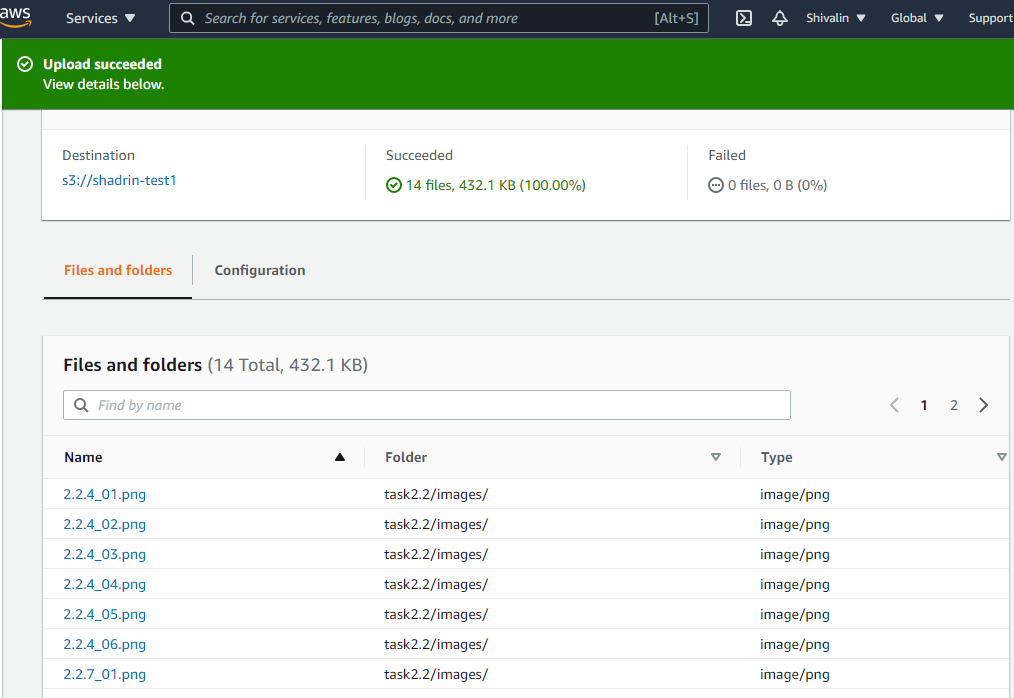 aws Services ▼ Search for services, features, blogs, docs, and more [Alt+S] Shivalin ▼ Global ▼ Support
Upload succeeded
View details below.
Destination Succeeded Failed
s3://shadrin-test1 14 files, 432.1 KB (100.00%) 0 files, 0 B (0%)
Files and folders Configuration
Files and folders (14 Total, 432.1 KB)
Find by name 1 2
Name Folder Type
2.2.4_01.png task2.2/images/ image/png
2.2.4_02.png task2.2/images/ image/png
2.2.4_03.png task2.2/images/ image/png
2.2.4_04.png task2.2/images/ image/png
2.2.4_05.png task2.2/images/ image/png
2.2.4_06.png task2.2/images/ image/png
2.2.7_01.png task2.2/images/ image/png